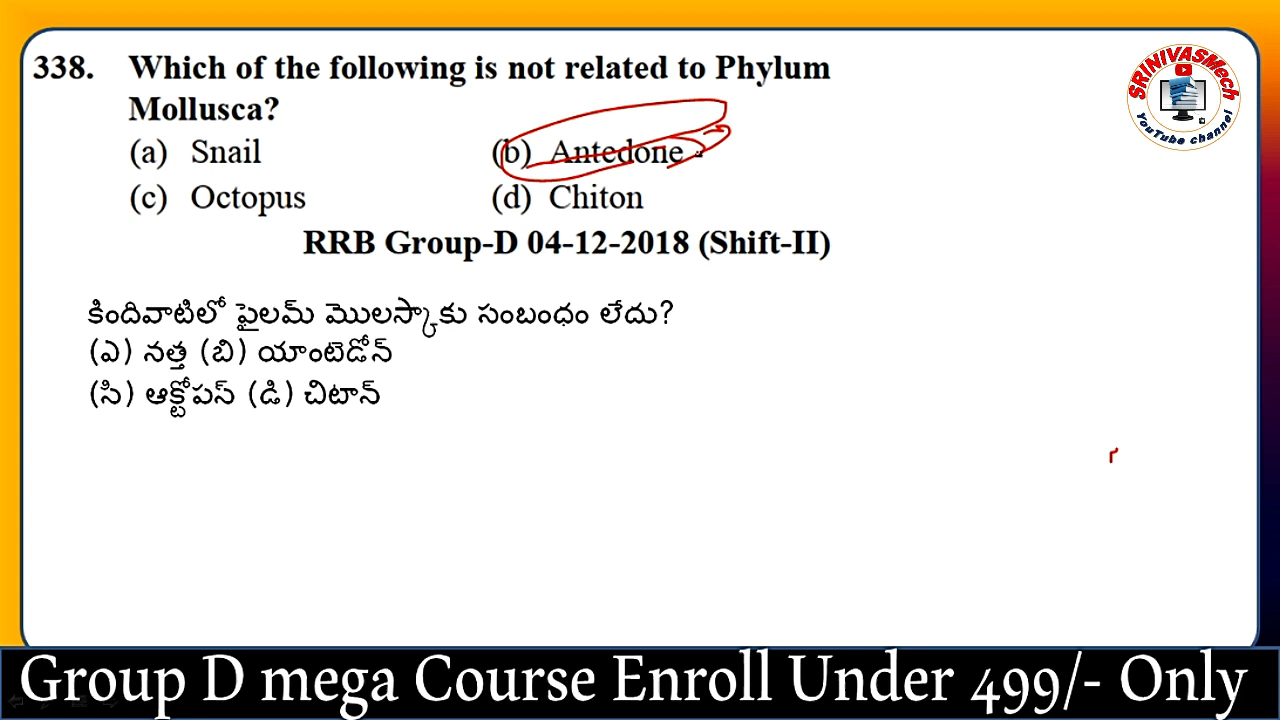 338. Which of the following is not related to Phylum
Mollusca?
(a) Snail (b) Antedone
(c) Octopus (d) Chiton
RRB Group-D 04-12-2018 (Shift-II)
కిందివాటిలో ఫైలమ్ మొలస్కాకు సంబంధం లేదు?
(ఎ) నత్త (బి) యాంటెడోన్
(సి) ఆక్టోపస్ (డి) చిటాన్
SRINIVASMech
YouTube channel
Group D mega Course Enroll Under 499/- Only